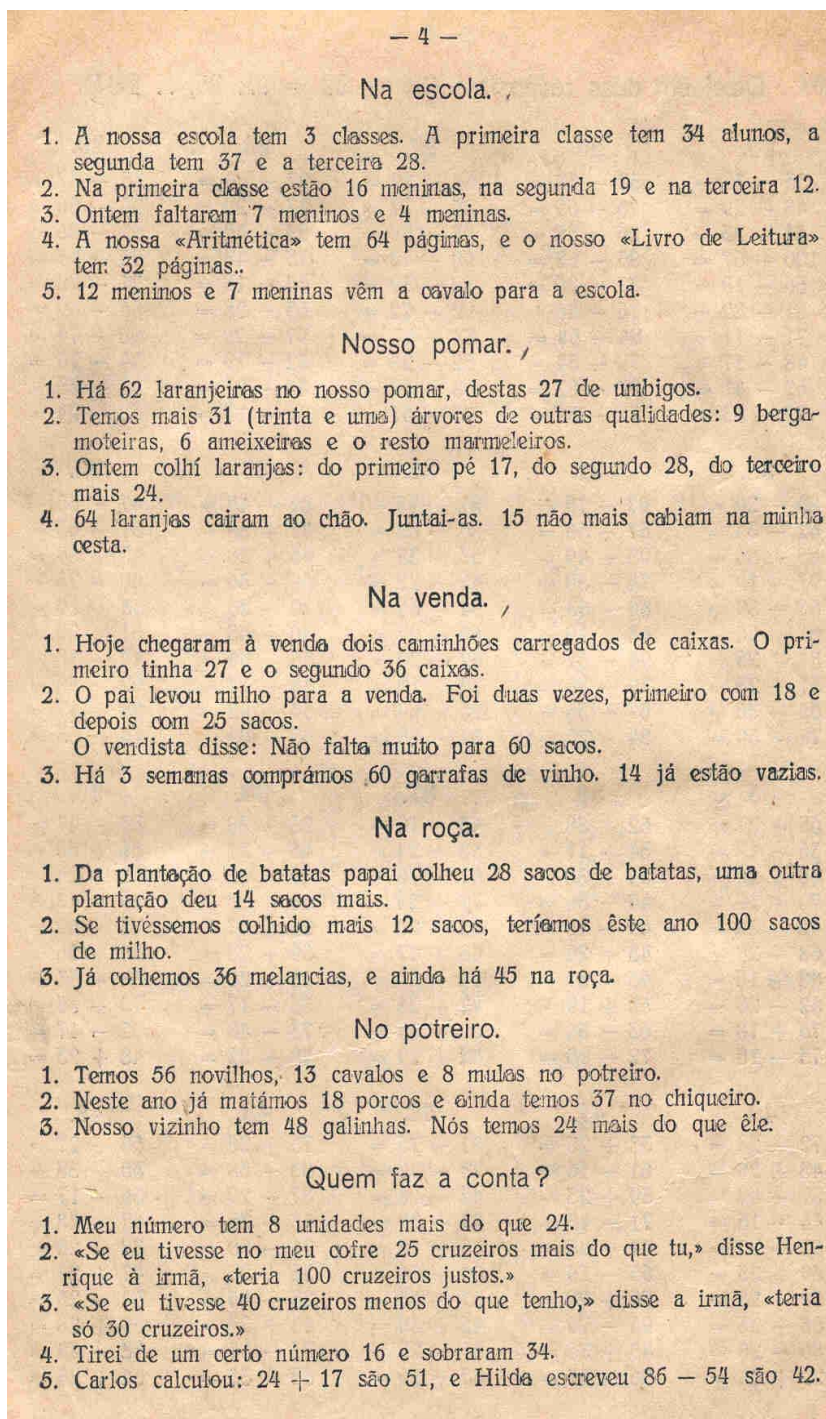 — 4 —
Na escola.
1. A nossa escola tem 3 classes. A primeira classe tem 34 alunos, a
segunda tem 37 e a terceira 28.
2. Na primeira classe estão 16 meninas, na segunda 19 e na terceira 12.
3. Ontem faltaram 7 meninos e 4 meninas.
4. A nossa «Aritmética» tem 64 páginas, e o nosso «Livro de Leitura»
tem 32 páginas..
5. 12 meninos e 7 meninas vêm a cavalo para a escola.
Nosso pomar.
1. Há 62 laranjeiras no nosso pomar, destas 27 de umbigos.
2. Temos mais 31 (trinta e uma) árvores de outras qualidades: 9 berga-
moteiras, 6 ameixeiras e o resto marmeleiros.
3. Ontem colhí laranjas: do primeiro pé 17, do segundo 28, do terceiro
mais 24.
4. 64 laranjas cairam ao chão. Juntai-as. 15 não mais cabiam na minha
cesta.
Na venda.
1. Hoje chegaram à venda dois caminhões carregados de caixas. O pri-
meiro tinha 27 e o segundo 36 caixas.
2. O pai levou milho para a venda. Foi duas vezes, primeiro com 18 e
depois com 25 sacos.
O vendista disse: Não falta muito para 60 sacos.
3. Há 3 semanas comprámos 60 garrafas de vinho. 14 já estão vazias.
Na roça.
1. Da plantação de batatas papai colheu 28 sacos de batatas, uma outra
plantação deu 14 sacos mais.
2. Se tivéssemos colhido mais 12 sacos, teríamos êste ano 100 sacos
de milho.
3. Já colhemos 36 melancias, e ainda há 45 na roça.
No potreiro.
1. Temos 56 novilhos, 13 cavalos e 8 mulas no potreiro.
2. Neste ano já matámos 18 porcos e ainda temos 37 no chiqueiro.
3. Nosso vizinho tem 48 galinhas. Nós temos 24 mais do que êle.
Quem faz a conta?
1. Meu número tem 8 unidades mais do que 24.
2. «Se eu tivesse no meu cofre 25 cruzeiros mais do que tu,» disse Hen-
rique à irmã, «teria 100 cruzeiros justos.»
3. «Se eu tivesse 40 cruzeiros menos do que tenho,» disse a irmã, «teria
só 30 cruzeiros.»
4. Tirei de um certo número 16 e sobraram 34.
5. Carlos calculou: 24 + 17 são 51, e Hilda escreveu 86 — 54 são 42.